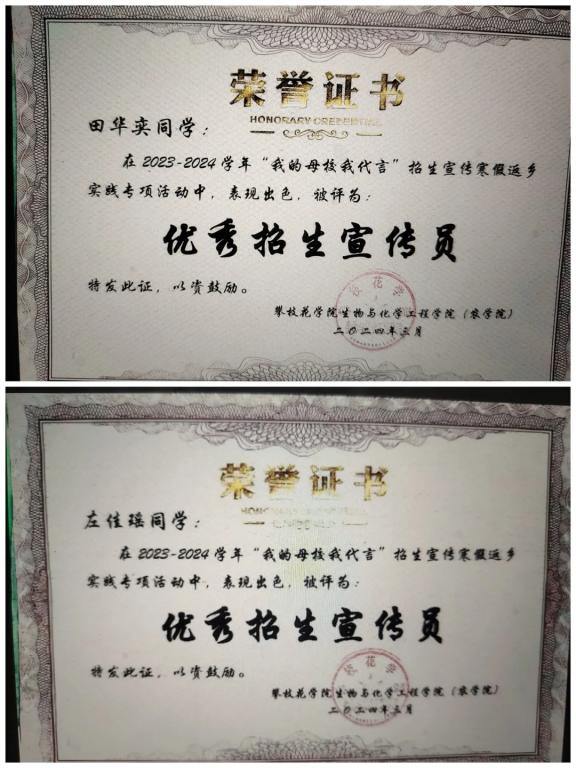 荣誉证书
HONORARY CREDENTIAL
田华奕同学：
在2023-2024学年“我的母校我代言”招生宣传寒假返乡
实践专项活动中，表现出色，被评为：
优秀招生宣传员
特发此证，以资鼓励。
攀枝花学院生物与化学工程学院（农学院）
二〇二四年三月
荣誉证书
左佳瑶同学：
在2023-2024学年“我的母校我代言”招生宣传寒假返乡
实践专项活动中，表现出色，被评为：
优秀招生宣传员
特发此证，以资鼓励。
攀枝花学院生物与化学工程学院（农学院）
二〇二四年三月